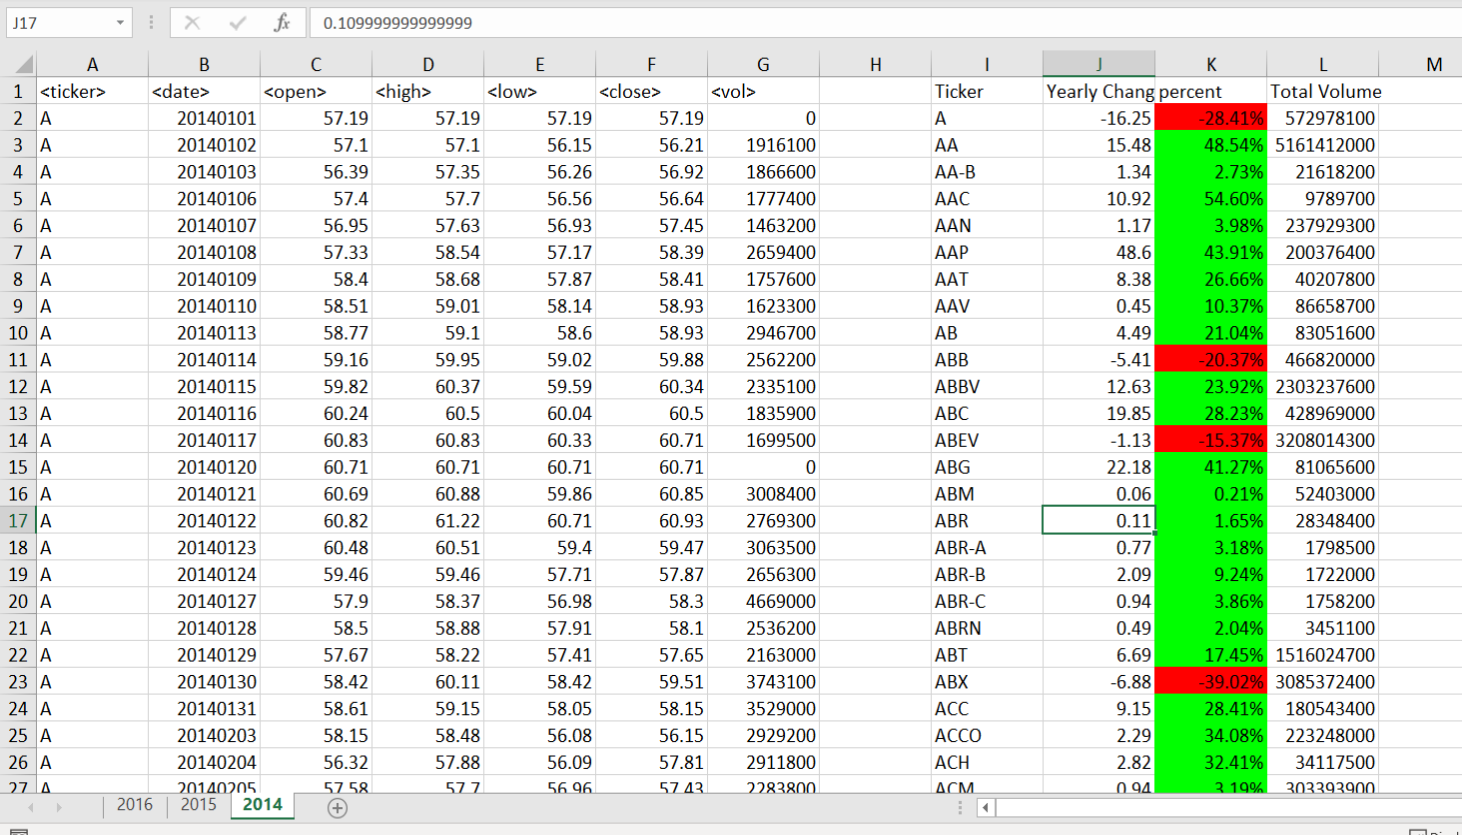 J17 fx 0.109999999999999
A B C D E F G H I J K L M
1 <ticker> <date> <open> <high> <low> <close> <vol> Ticker Yearly Chang percent Total Volume
2 A 20140101 57.19 57.19 57.19 57.19 0 A -16.25 -28.41% 572978100
3 A 20140102 57.1 57.1 56.15 56.21 1916100 AA 15.48 48.54% 5161412000
4 A 20140103 56.39 57.35 56.26 56.92 1866600 AA-B 1.34 2.73% 21618200
5 A 20140106 57.4 57.7 56.56 56.64 1777400 AAC 10.92 54.60% 9789700
6 A 20140107 56.95 57.63 56.93 57.45 1463200 AAN 1.17 3.98% 237929300
7 A 20140108 57.33 58.54 57.17 58.39 2659400 AAP 48.6 43.91% 200376400
8 A 20140109 58.4 58.68 57.87 58.41 1757600 AAT 8.38 26.66% 40207800
9 A 20140110 58.51 59.01 58.14 58.93 1623300 AAV 0.45 10.37% 86658700
10 A 20140113 58.77 59.1 58.6 58.93 2946700 AB 4.49 21.04% 83051600
11 A 20140114 59.16 59.95 59.02 59.88 2562200 ABB -5.41 -20.37% 466820000
12 A 20140115 59.82 60.37 59.59 60.34 2335100 ABBV 12.63 23.92% 2303237600
13 A 20140116 60.24 60.5 60.04 60.5 1835900 ABC 19.85 28.23% 428969000
14 A 20140117 60.83 60.83 60.33 60.71 1699500 ABEV -1.13 -15.37% 3208014300
15 A 20140120 60.71 60.71 60.71 60.71 0 ABG 22.18 41.27% 81065600
16 A 20140121 60.69 60.88 59.86 60.85 3008400 ABM 0.06 0.21% 52403000
17 A 20140122 60.82 61.22 60.71 60.93 2769300 ABR 0.11 1.65% 28348400
18 A 20140123 60.48 60.51 59.4 59.47 3063500 ABR-A 0.77 3.18% 1798500
19 A 20140124 59.46 59.46 57.71 57.87 2656300 ABR-B 2.09 9.24% 1722000
20 A 20140127 57.9 58.37 56.98 58.3 4669000 ABR-C 0.94 3.86% 1758200
21 A 20140128 58.5 58.88 57.91 58.1 2536200 ABRN 0.49 2.04% 3451100
22 A 20140129 57.67 58.22 57.41 57.65 2163000 ABT 6.69 17.45% 1516024700
23 A 20140130 58.42 60.11 58.42 59.51 3743100 ABX -6.88 -39.02% 3085372400
24 A 20140131 58.61 59.15 58.05 58.15 3529000 ACC 9.15 28.41% 180543400
25 A 20140203 58.15 58.48 56.08 56.15 2929200 ACCO 2.29 34.08% 223248000
26 A 20140204 56.32 57.88 56.09 57.81 2911800 ACH 2.82 32.41% 34117500
27 A 20140205 57.58 57.7 56.96 57.43 2283800 ACM 0.94 3.19% 303393900
2016 2015 2014